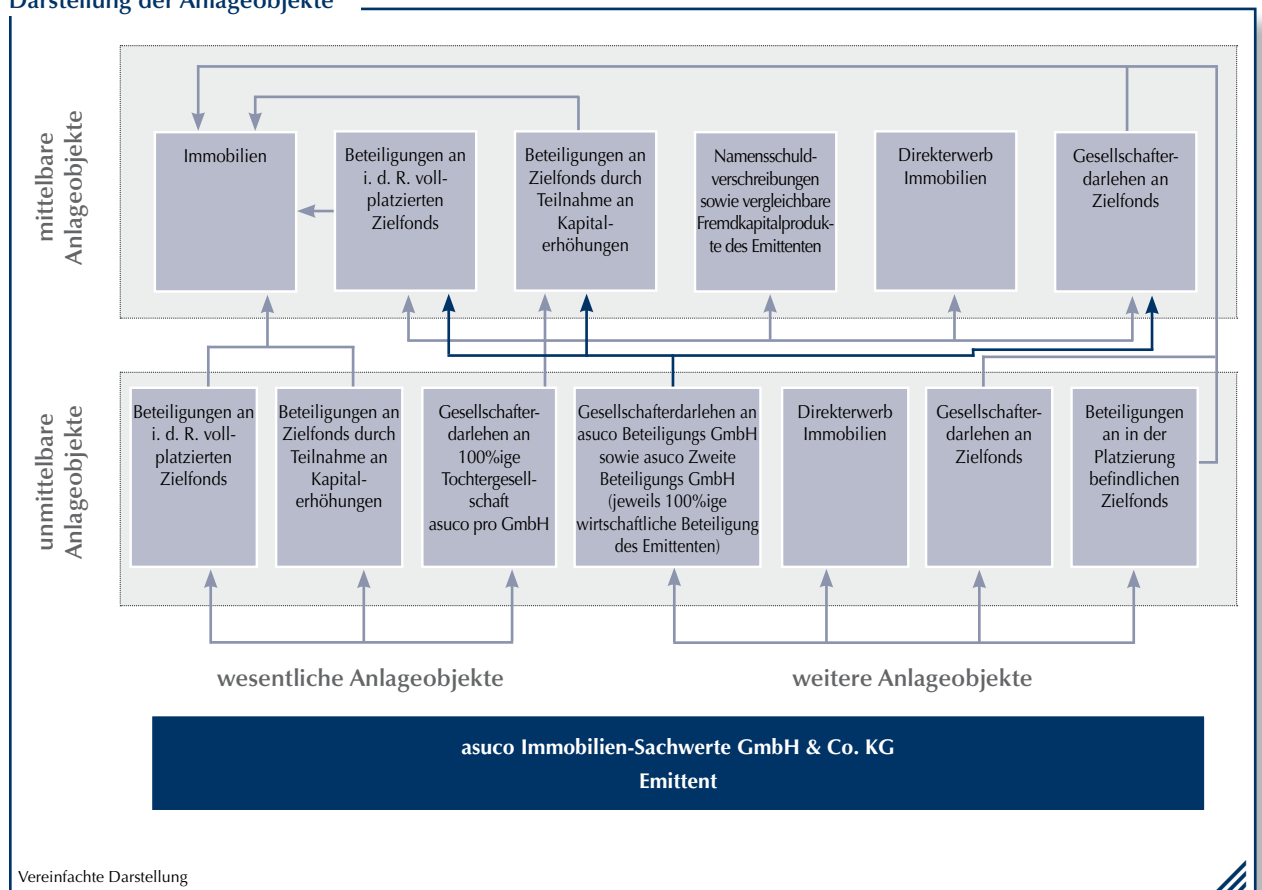 Darstellung der Anlageobjekte
mittelbare
Anlageobjekte
Immobilien
Beteiligungen an
i. d. R. voll-
platzierten
Zielfonds
Beteiligungen an
Zielfonds durch
Teilnahme an
Kapital-
erhöhungen
Namensschuld-
verschreibungen
sowie vergleichbare
Fremdkapitalproduk-
te des Emittenten
Direkterwerb
Immobilien
Gesellschafter-
darlehen an
Zielfonds
unmittelbare
Anlageobjekte
Beteiligungen an
i. d. R. voll-
platzierten
Zielfonds
Beteiligungen an
Zielfonds durch
Teilnahme an
Kapital-
erhöhungen
Gesellschafter-
darlehen an
100%ige
Tochtergesell-
schaft
asuco pro GmbH
Gesellschafterdarlehen an
asuco Beteiligungs GmbH
sowie asuco Zweite
Beteiligungs GmbH
(jeweils 100%ige
wirtschaftliche Beteiligung
des Emittenten)
Direkterwerb
Immobilien
Gesellschafter-
darlehen an
Zielfonds
Beteiligungen
an in der
Platzierung
befindlichen
Zielfonds
wesentliche Anlageobjekte
weitere Anlageobjekte
asuco Immobilien-Sachwerte GmbH & Co. KG
Emittent
Vereinfachte Darstellung